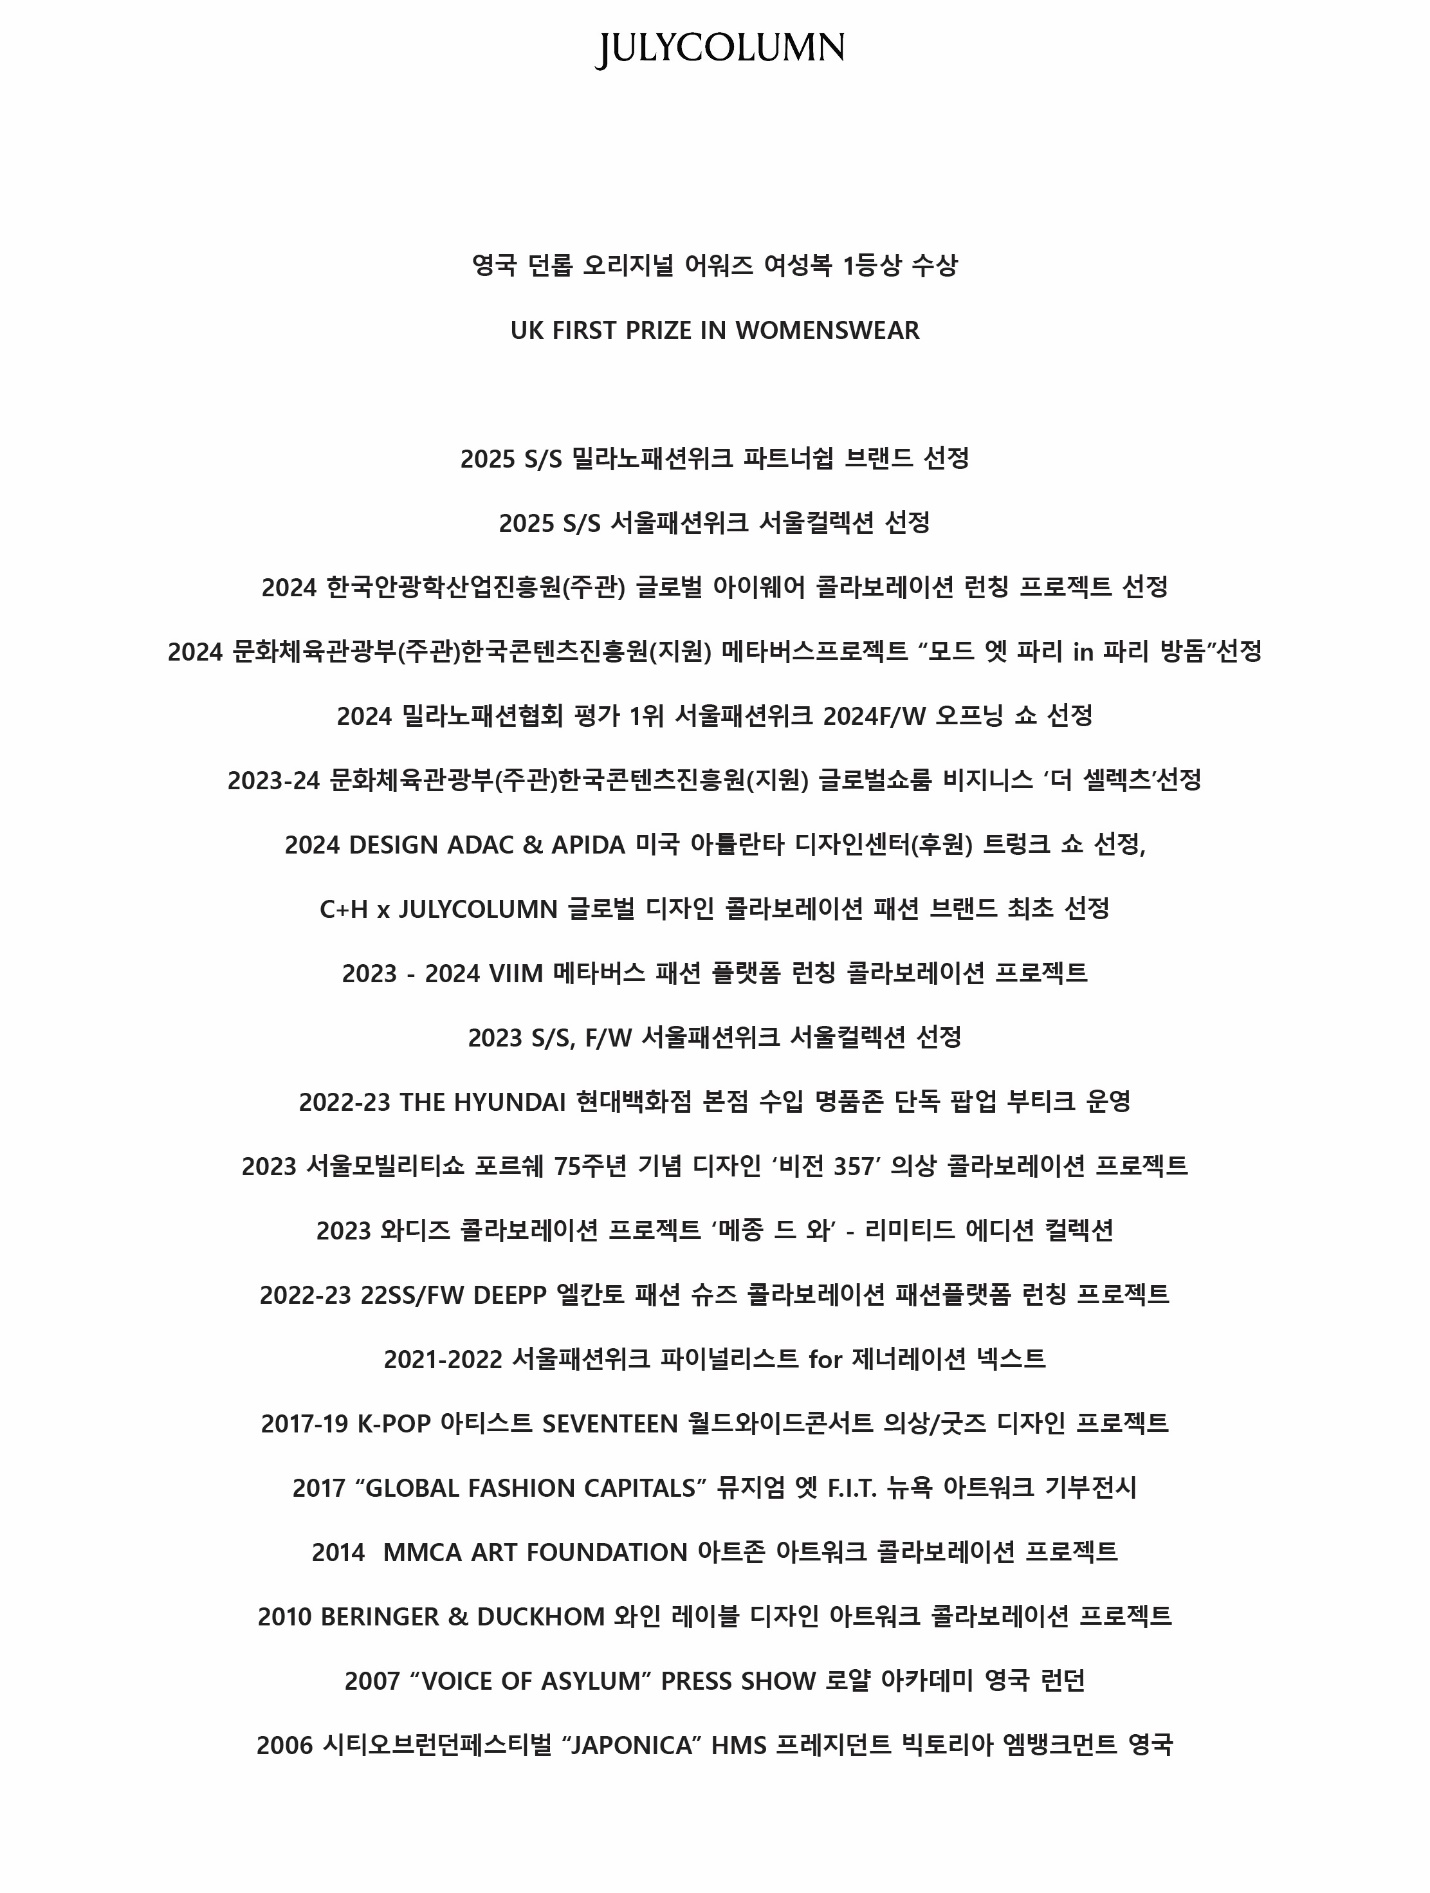 JULYCOLUMN
영국 던롭 오리지널 어워즈 여성복 1등상 수상
UK FIRST PRIZE IN WOMENSWEAR
2025 S/S 밀라노패션위크 파트너쉽 브랜드 선정
2025 S/S 서울패션위크 서울컬렉션 선정
2024 한국안광학산업진흥원(주관) 글로벌 아이웨어 콜라보레이션 런칭 프로젝트 선정
2024 문화체육관광부(주관)한국콘텐츠진흥원(지원) 메타버스프로젝트 “모드 엣 파리 in 파리 방돔”선정
2024 밀라노패션협회 평가 1위 서울패션위크 2024F/W 오프닝 쇼 선정
2023-24 문화체육관광부(주관)한국콘텐츠진흥원(지원) 글로벌쇼룸 비지니스 ‘더 셀렉츠’선정
2024 DESIGN ADAC & APIDA 미국 아틀란타 디자인센터(후원) 트렁크 쇼 선정,
C+H x JULYCOLUMN 글로벌 디자인 콜라보레이션 패션 브랜드 최초 선정
2023 - 2024 VIIM 메타버스 패션 플랫폼 런칭 콜라보레이션 프로젝트
2023 S/S, F/W 서울패션위크 서울컬렉션 선정
2022-23 THE HYUNDAI 현대백화점 본점 수입 명품존 단독 팝업 부티크 운영
2023 서울모빌리티쇼 포르쉐 75주년 기념 디자인 ‘비전 357’ 의상 콜라보레이션 프로젝트
2023 와디즈 콜라보레이션 프로젝트 ‘메종 드 와’ - 리미티드 에디션 컬렉션
2022-23 22SS/FW DEEPP 엘칸토 패션 슈즈 콜라보레이션 패션플랫폼 런칭 프로젝트
2021-2022 서울패션위크 파이널리스트 for 제너레이션 넥스트
2017-19 K-POP 아티스트 SEVENTEEN 월드와이드콘서트 의상/굿즈 디자인 프로젝트
2017 “GLOBAL FASHION CAPITALS” 뮤지엄 엣 F.I.T. 뉴욕 아트워크 기부전시
2014 MMCA ART FOUNDATION 아트존 아트워크 콜라보레이션 프로젝트
2010 BERINGER & DUCKHOM 와인 레이블 디자인 아트워크 콜라보레이션 프로젝트
2007 “VOICE OF ASYLUM” PRESS SHOW 로얄 아카데미 영국 런던
2006 시티오브런던페스티벌 “JAPONICA” HMS 프레지던트 빅토리아 엠뱅크먼트 영국